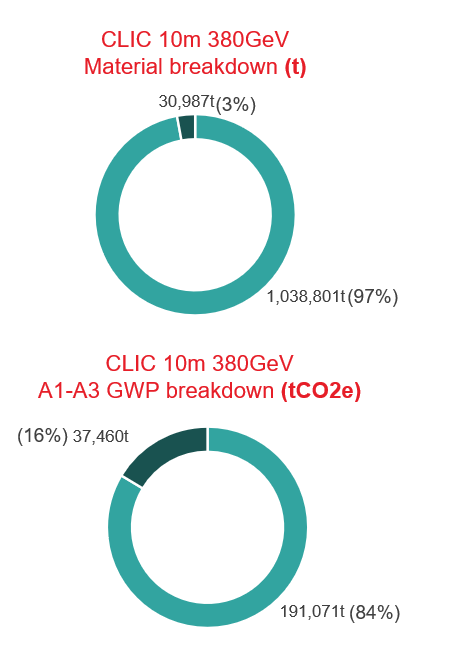 CLIC 10m 380GeV
Material breakdown (t)
30,987t(3%)
1,038,801t(97%)
CLIC 10m 380GeV
A1-A3 GWP breakdown (tCO2e)
(16%) 37,460t
191,071t (84%)